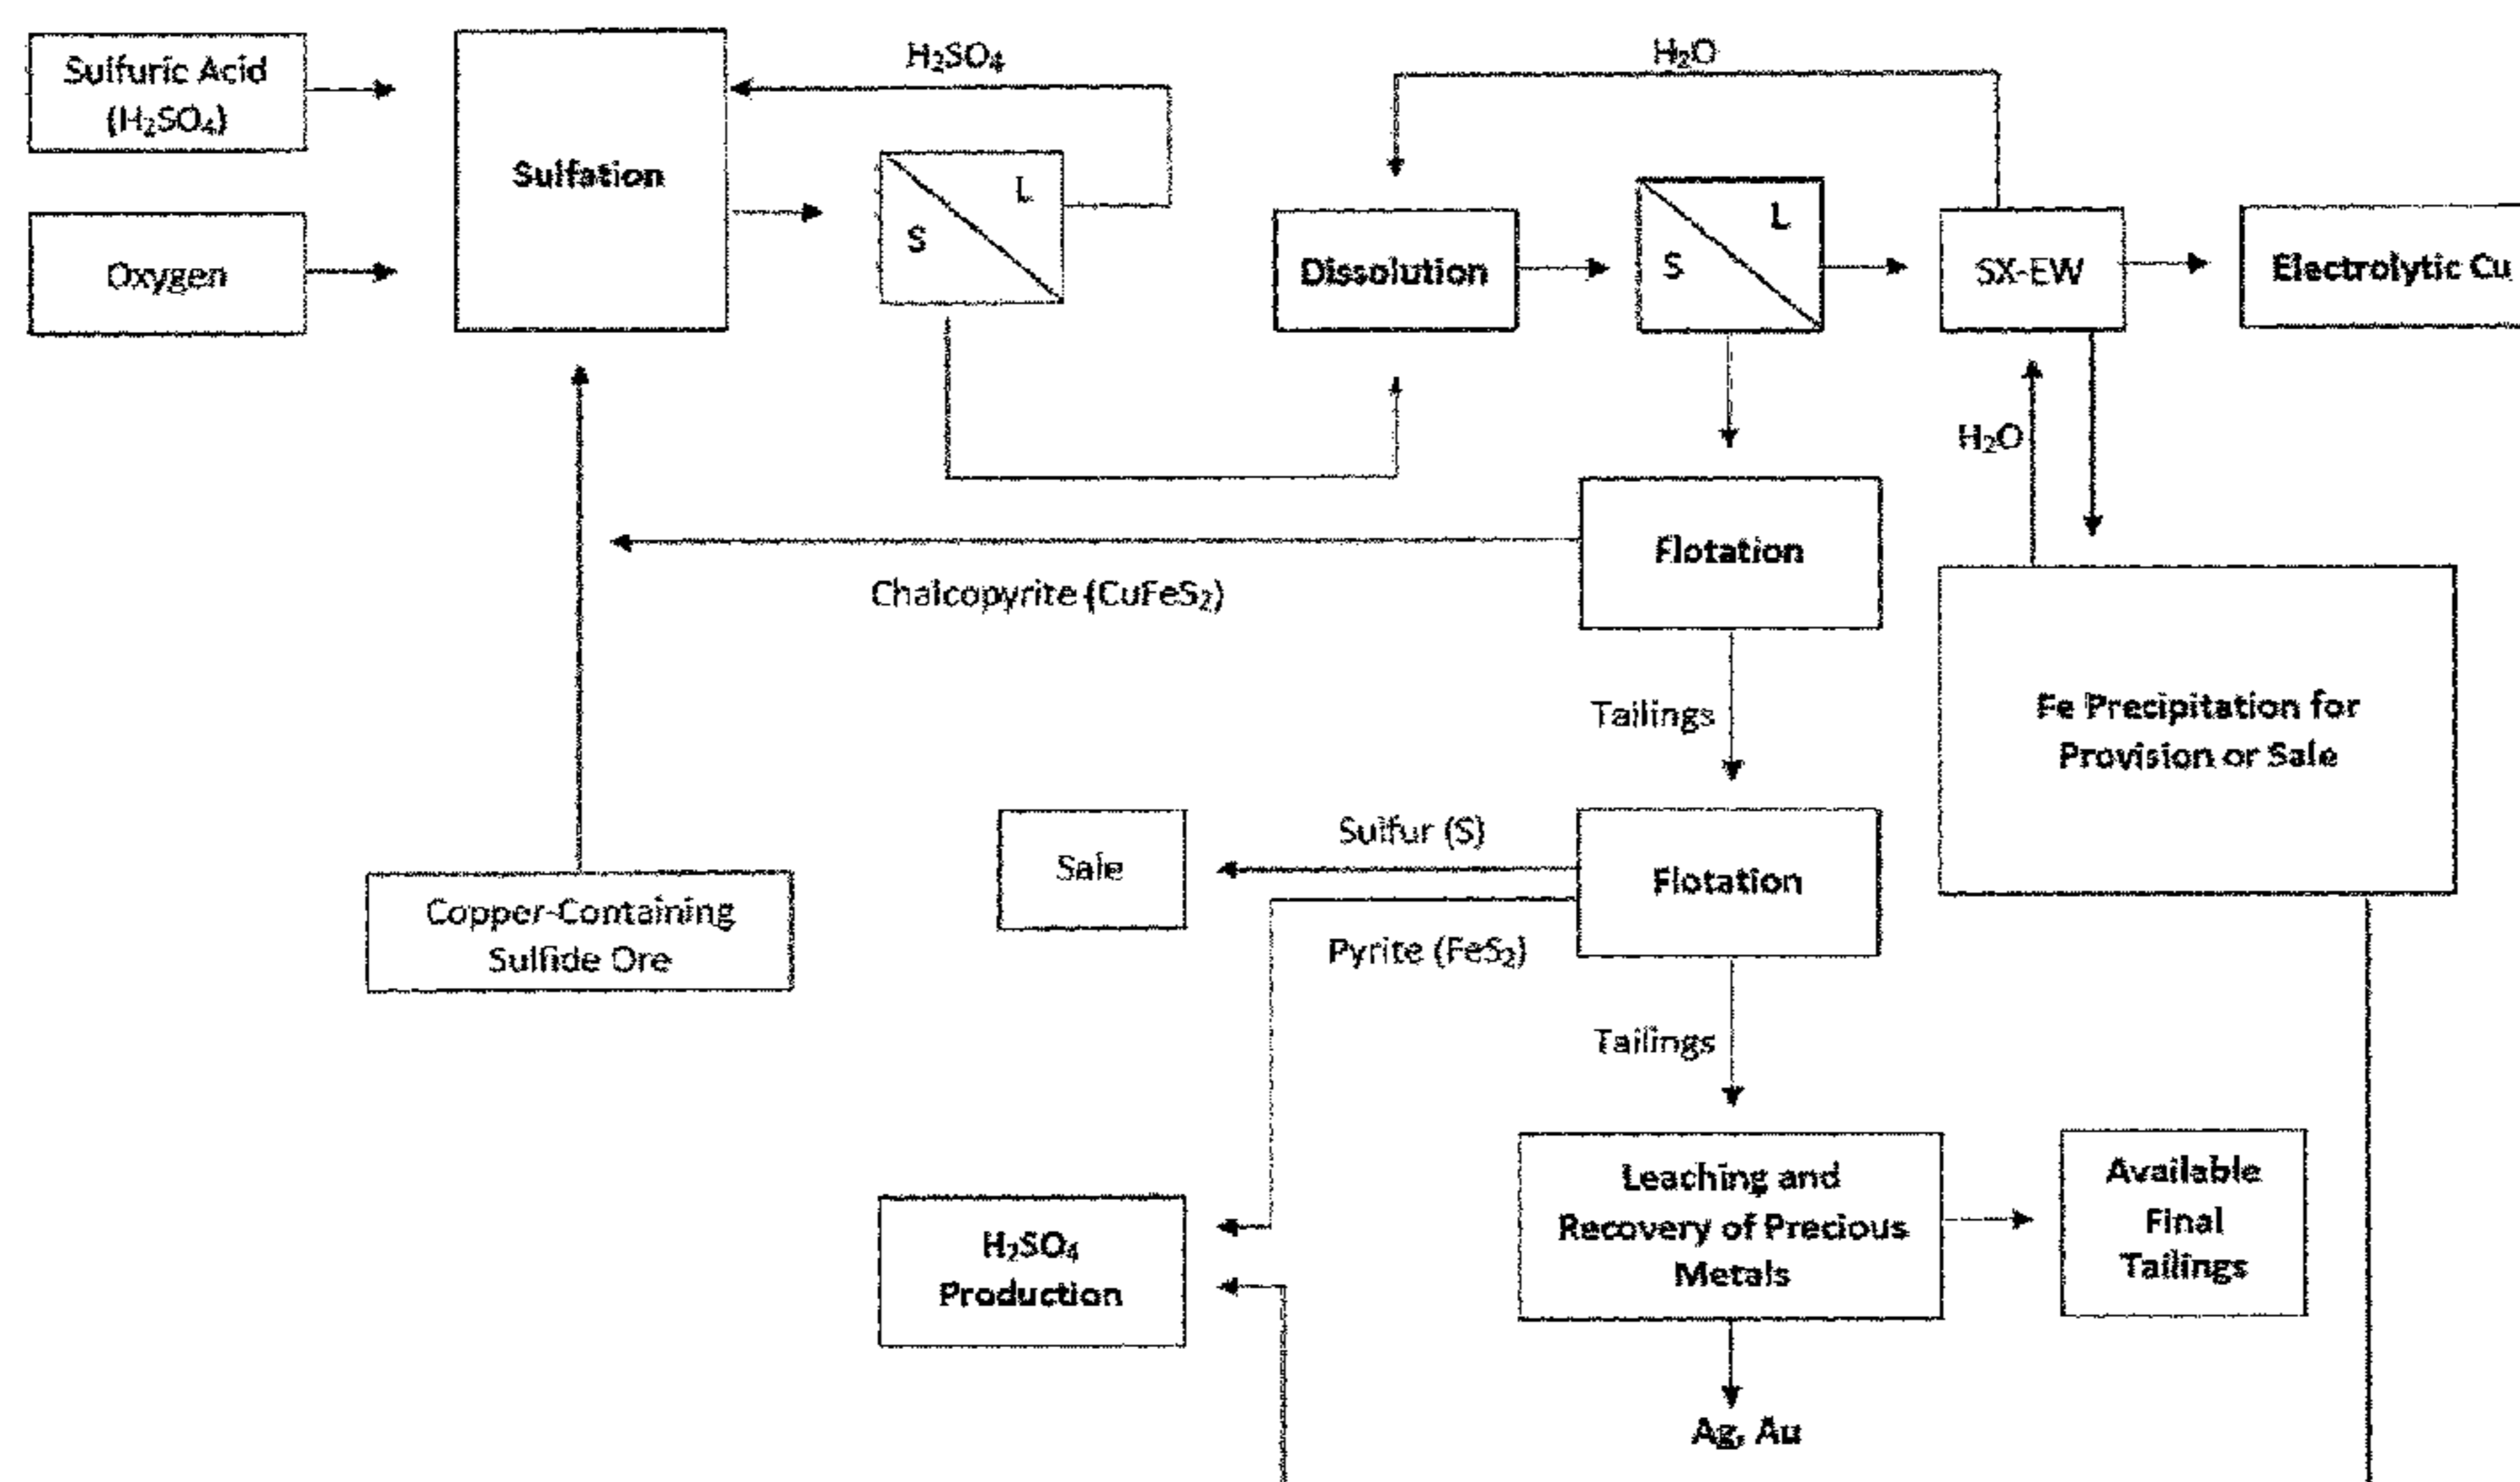 Sulfuric Acid
(H₂SO₄)
Oxygen
Sulfation
H₂SO₄
S
L
H₂O
Dissolution
S
L
SX-EW
Electrolytic Cu
H₂O
Flotation
Chalcopyrite (CuFeS₂)
Tailings
Fe Precipitation for
Provision or Sale
Sale
Sulfur (S)
Flotation
Pyrite (FeS₂)
Copper-Containing
Sulfide Ore
Tailings
H₂SO₄
Production
Leaching and
Recovery of Precious
Metals
Available
Final
Tailings
Ag, Au